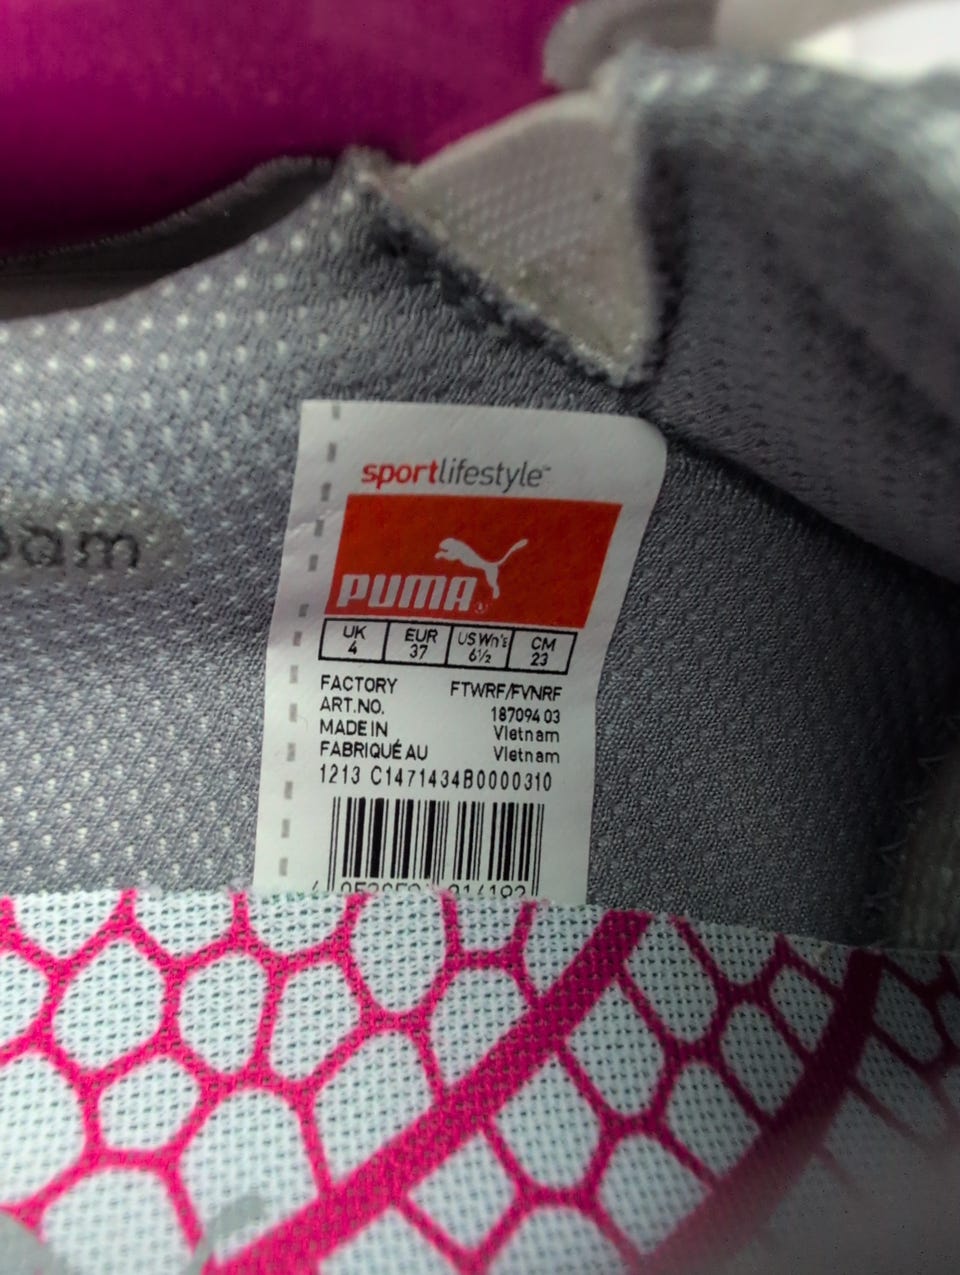 sportlifestyle™
PUMA®
UK EUR US Wn's CM
4 37 6½ 23
FACTORY FTWRF/FVNRF
ART.NO. 187094 03
MADE IN Vietnam
FABRIQUÉ AU Vietnam
1213 C1471434B0000310